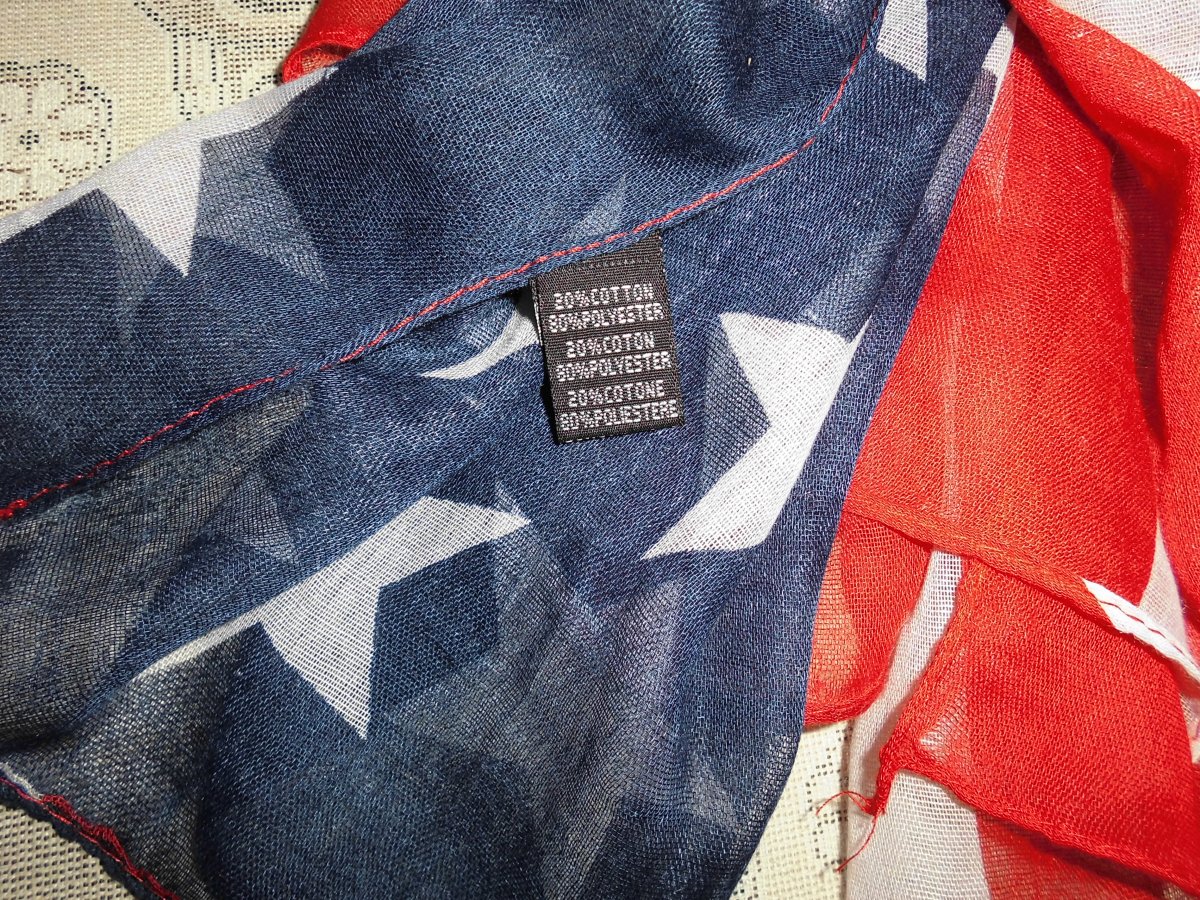 20%COTTON
80%POLYESTER
20%COTON
80%POLYESTER
20%COTONE
80%POLIESTERE